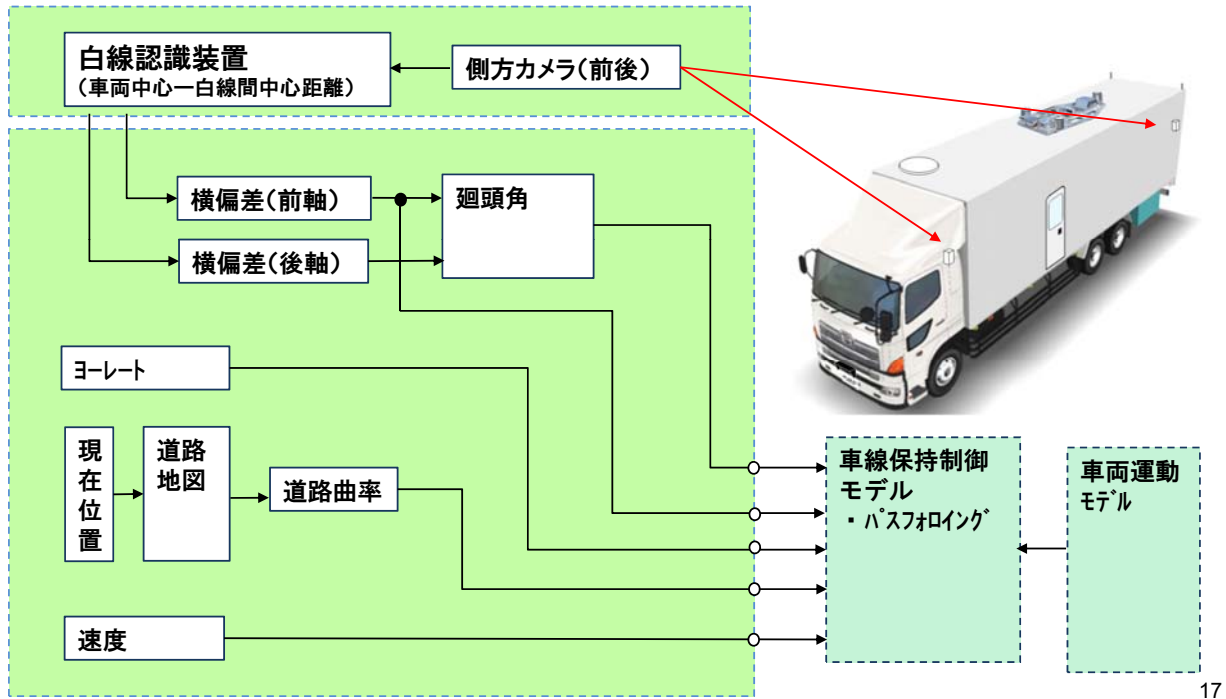 白線認識装置
（車両中心ー白線間中心距離）
側方カメラ（前後）
横偏差（前軸）
横偏差（後軸）
廻頭角
ﾖｰﾚｰﾄ
現
在
位
置
道路
地図
道路曲率
速度
車線保持制御
モデル
・ﾊﾟｽﾌｫﾛｲﾝｸﾞ
車両運動
ﾓﾃﾞﾙ
17